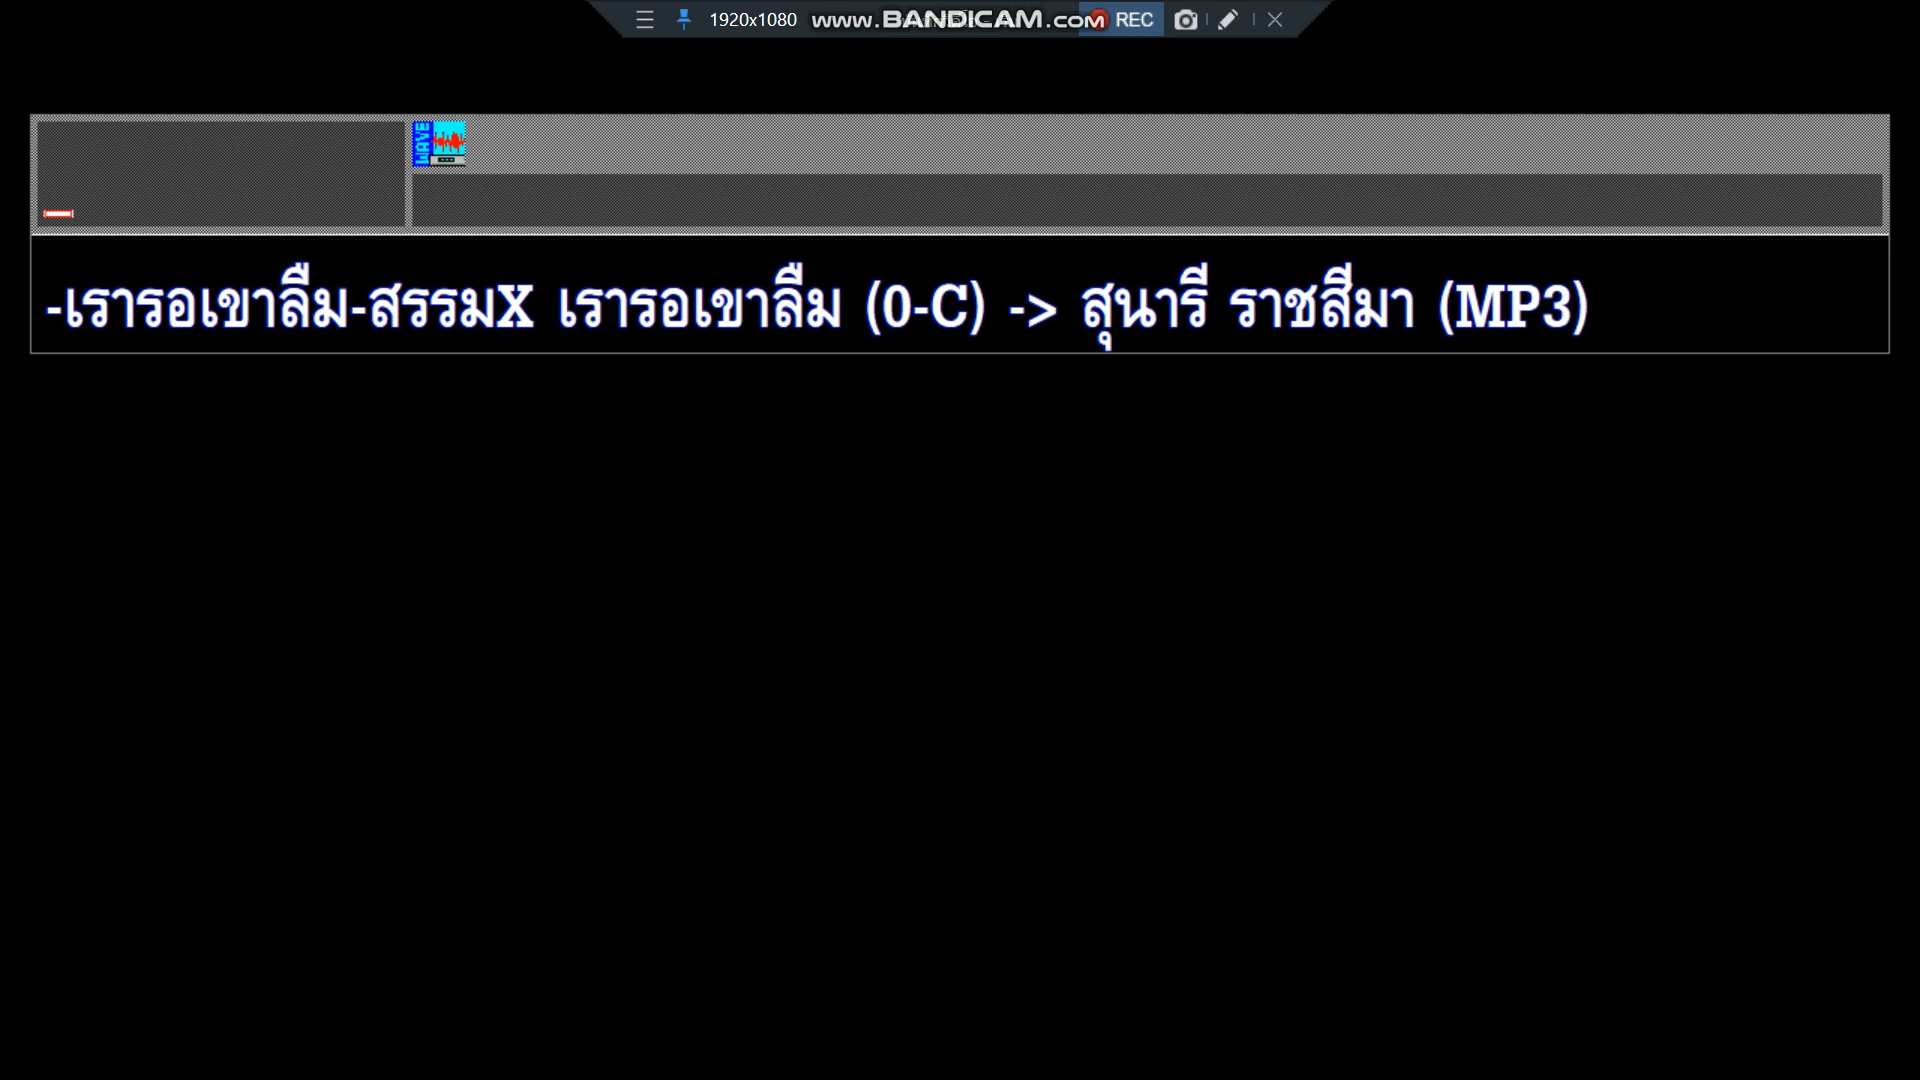 1920x1080 www.BANDICAM.com REC
WAVE
-เรารอเขาลืม-สรรมX เรารอเขาลืม (0-C) -> สุนารี ราชสีมา (MP3)